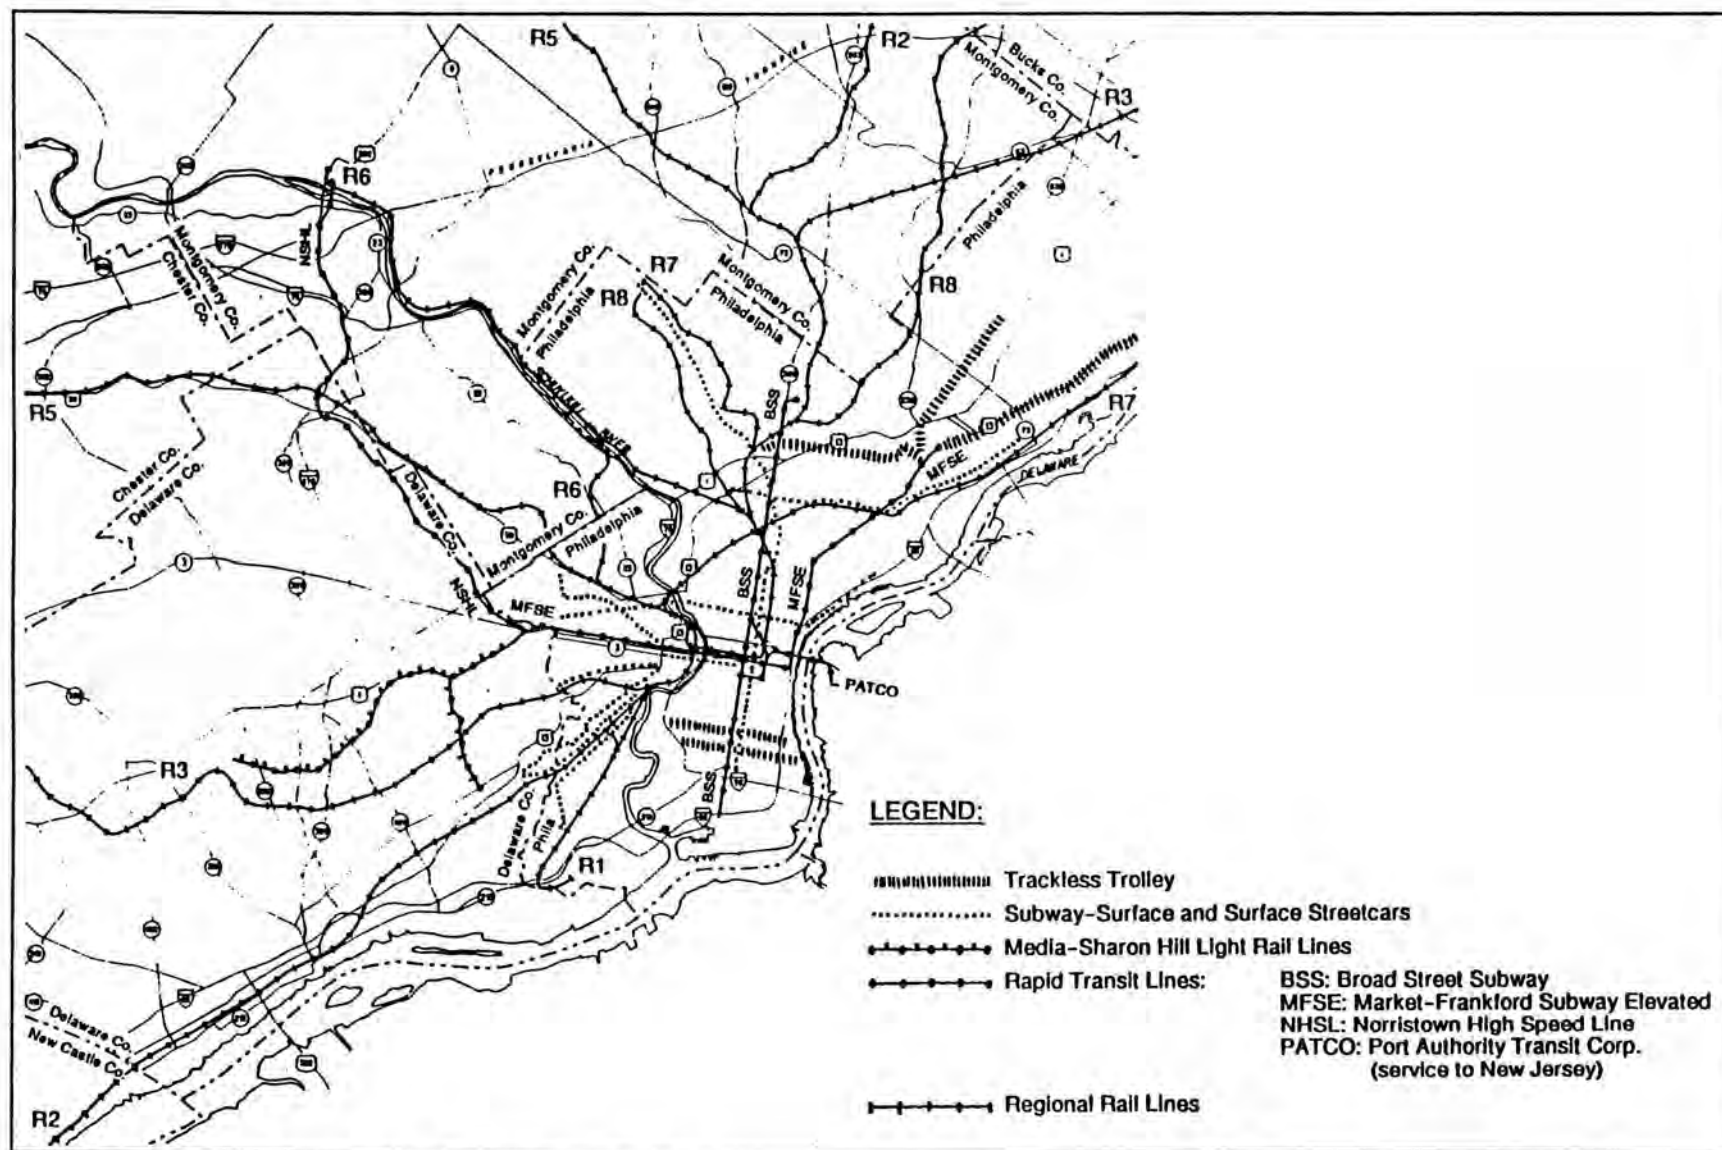 R5
R2
Bucks Co.
Montgomery Co.
R3
R6
NSHL
Montgomery Co.
Chester Co.
Philadelphia
Montgomery Co.
Philadelphia
R7
R8
Montgomery Co.
Philadelphia
R8
SCHUYLKILL
RIVER
R5
Chester Co.
Delaware Co.
BSS
R7
MFSE
DELAWARE
Delaware Co.
R6
Montgomery Co.
Philadelphia
NSHL
MFSE
BSS
MFSE
3
3
1
PATCO
R3
BSS
Delaware Co.
Phila
R1
Delaware Co.
New Castle Co.
R2
LEGEND:
Trackless Trolley
Subway-Surface and Surface Streetcars
Media-Sharon Hill Light Rail Lines
Rapid Transit Lines: BSS: Broad Street Subway
MFSE: Market-Frankford Subway Elevated
NHSL: Norristown High Speed Line
PATCO: Port Authority Transit Corp.
(service to New Jersey)
Regional Rail Lines